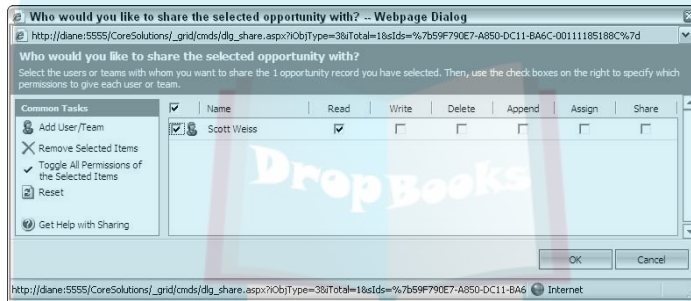 Who would you like to share the selected opportunity with? -- Webpage Dialog
http://diane:5555/CoreSolutions/_grid/cmds/dlg_share.aspx?iObjType=3&iTotal=1&sIds=%7b59F790E7-A850-DC11-BA6C-00111185188C%7d
Who would you like to share the selected opportunity with?
Select the users or teams with whom you want to share the 1 opportunity record you have selected. Then, use the check boxes on the right to specify which
permissions to give each user or team.
Common Tasks
Add User/Team
Remove Selected Items
Toggle All Permissions of
the Selected Items
Reset
Get Help with Sharing
Name Read Write Delete Append Assign Share
Scott Weiss
DropBooks
OK Cancel
http://diane:5555/CoreSolutions/_grid/cmds/dlg_share.aspx?iObjType=3&iTotal=1&sIds=%7b59F790E7-A850-DC11-BA6 Internet